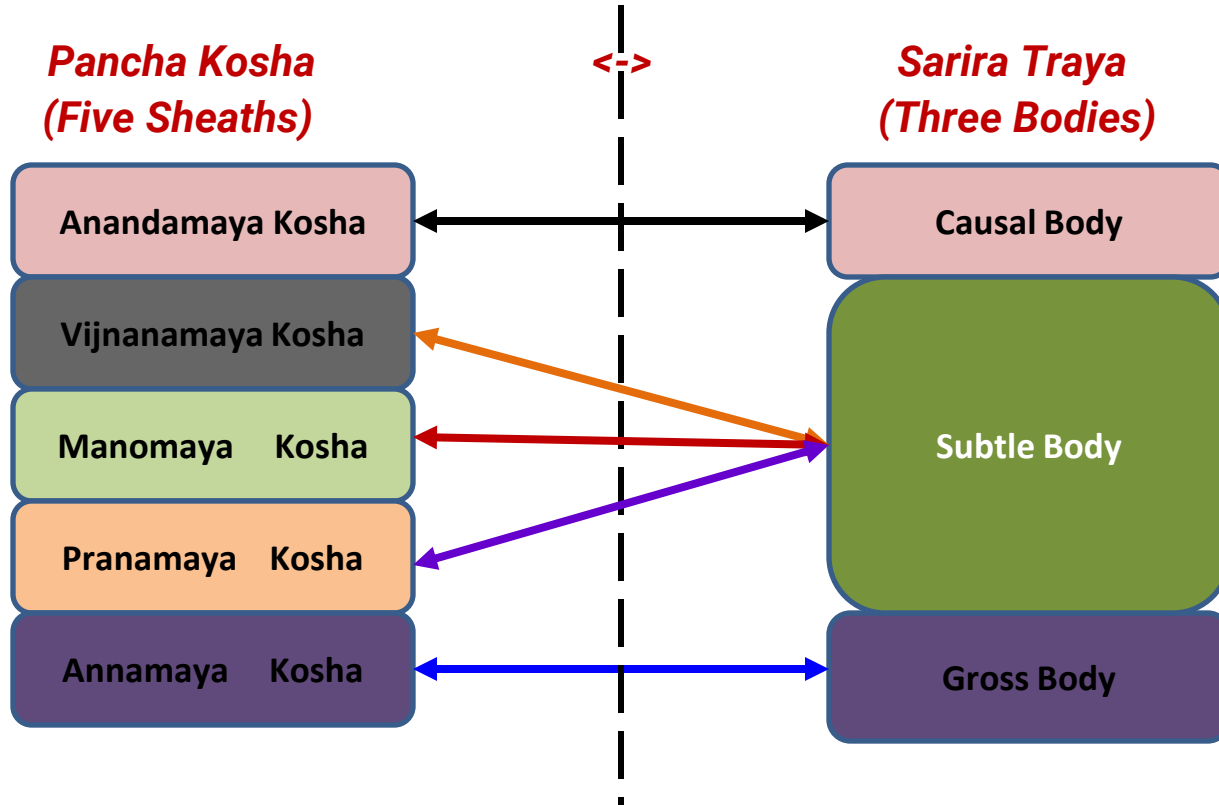 Pancha Kosha
(Five Sheaths)
<->
Sarira Traya
(Three Bodies)
Anandamaya Kosha
Causal Body
Vijnanamaya Kosha
Manomaya Kosha
Subtle Body
Pranamaya Kosha
Annamaya Kosha
Gross Body